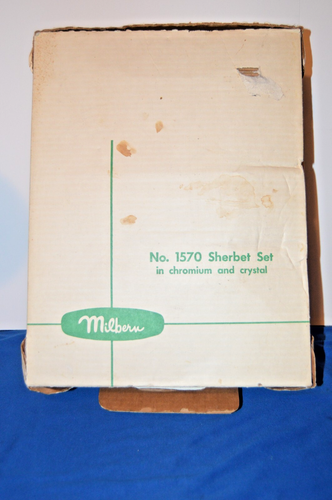 No. 1570 Sherbet Set
in chromium and crystal
Milbern